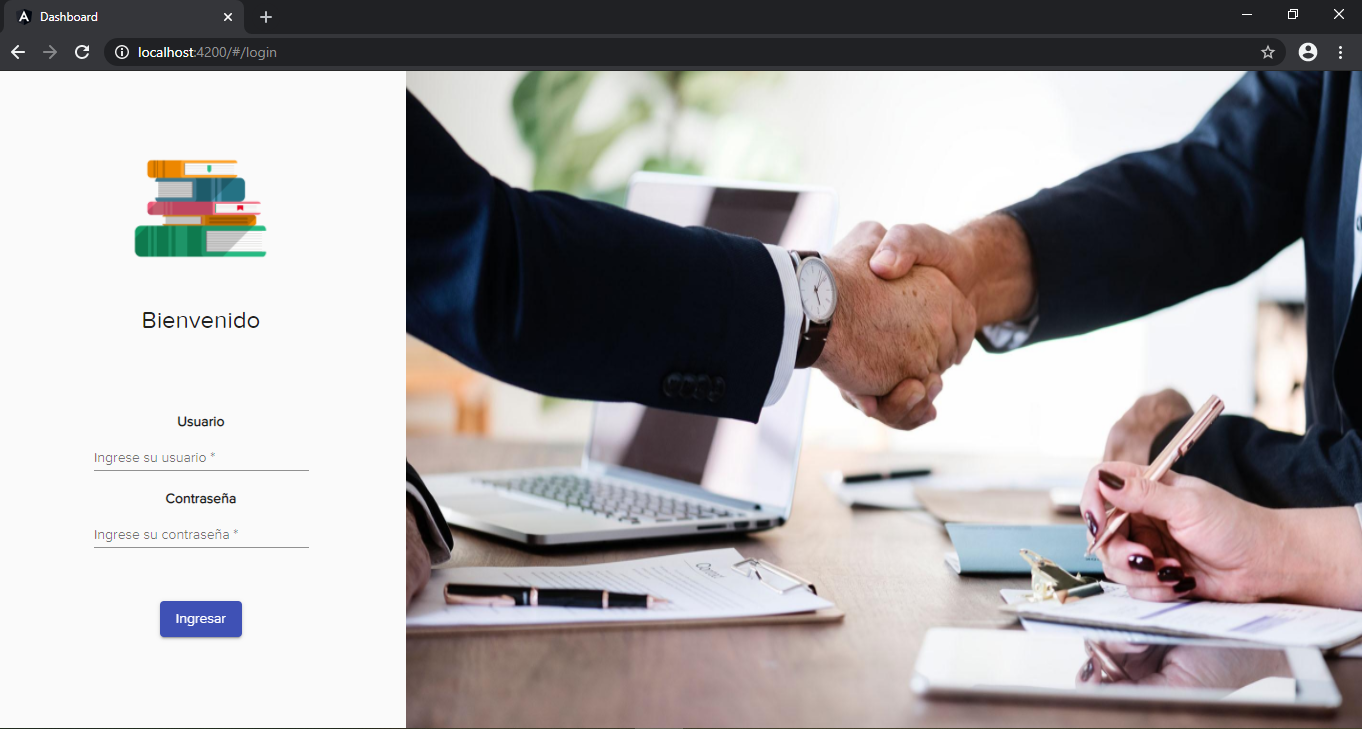 Dashboard
localhost:4200/#/login
Bienvenido
Usuario
Ingrese su usuario *
Contraseña
Ingrese su contraseña *
Ingresar